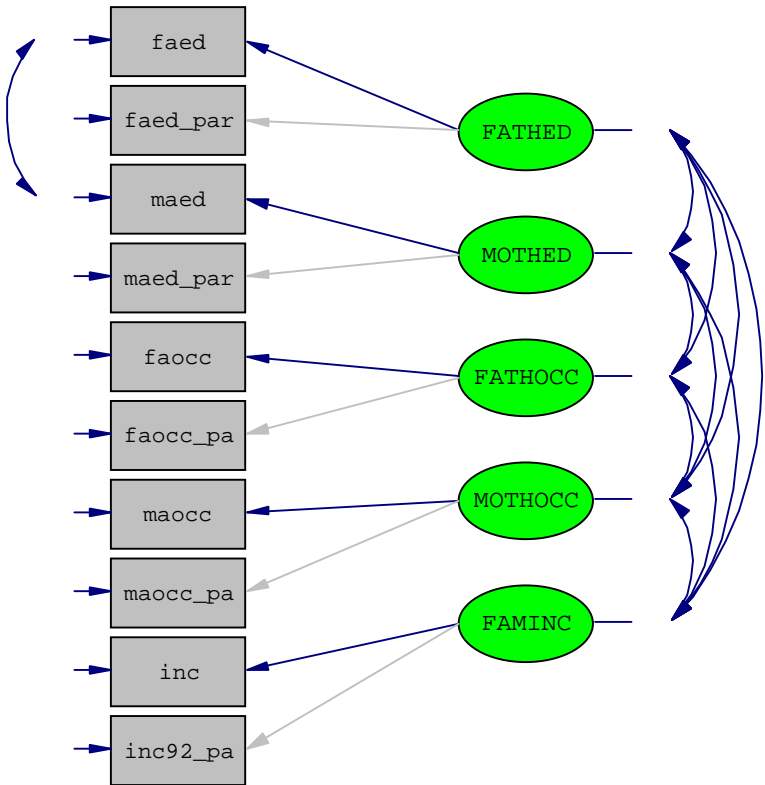 faed
faed_par
maed
maed_par
faocc
faocc_pa
maocc
maocc_pa
inc
inc92_pa
FATHED
MOTHED
FATHOCC
MOTHOCC
FAMINC